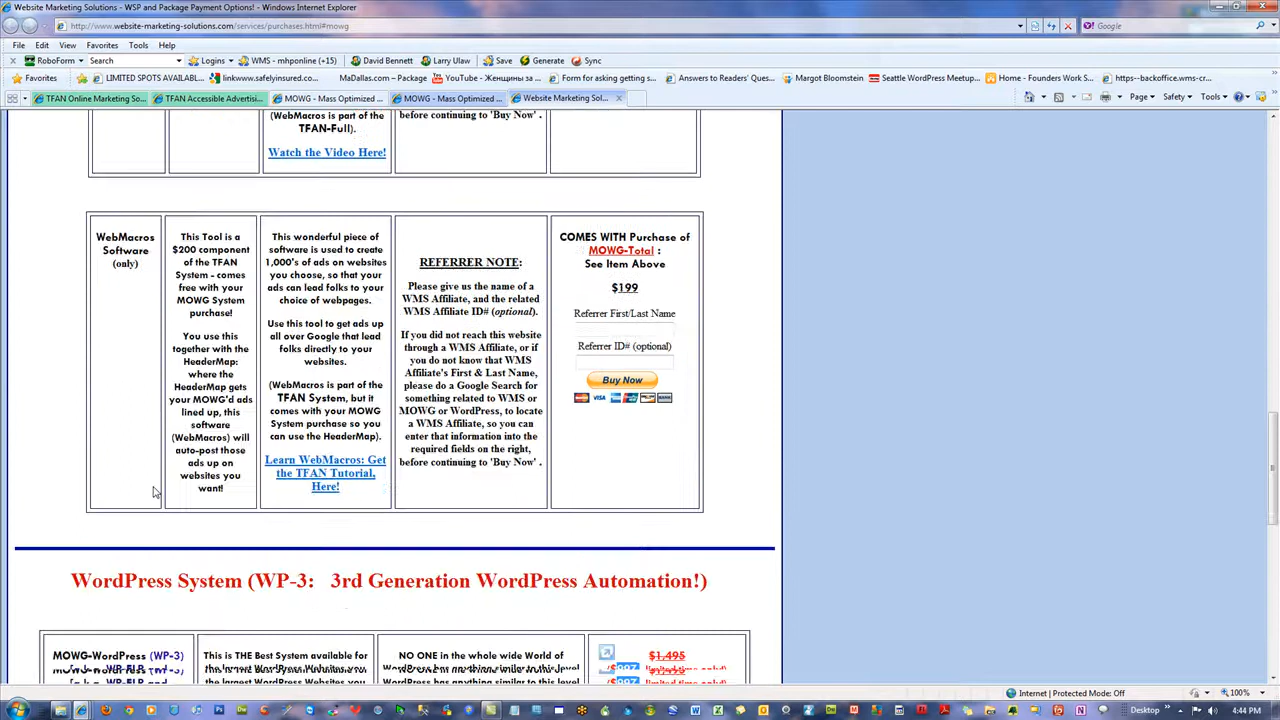 Website Marketing Solutions - WSP and Package Payment Options! - Windows Internet Explorer
http://www.website-marketing-solutions.com/services/purchases.html#mowg
Google
File Edit View Favorites Tools Help
RoboForm Search Logins WMS - mhponline (+15) David Bennett Larry Ulaw Save Generate Sync
Favorites LIMITED SPOTS AVAILABL... linkwww.safelyinsured.co... MaDallas.com – Package YouTube - Женщины за ... Form for asking getting s... Answers to Readers' Ques... Margot Bloomstein Seattle WordPress Meetup... Home - Founders Work S... https--backoffice.wms-cr...
TFAN Online Marketing So... TFAN Accessible Advertisi... MOWG - Mass Optimized ... MOWG - Mass Optimized ... Website Marketing Sol...
Page Safety Tools
(WebMacros is part of the
TFAN-Full).
Watch the Video Here!
before continuing to 'Buy Now' .
WebMacros
Software
(only)
This Tool is a
$200 component
of the TFAN
System - comes
free with your
MOWG System
purchase!
You use this
together with the
HeaderMap:
where the
HeaderMap gets
your MOWG'd ads
lined up, this
software
(WebMacros) will
auto-post those
ads up on
websites you
want!
This wonderful piece of
software is used to create
1,000's of ads on websites
you choose, so that your
ads can lead folks to your
choice of webpages.
Use this tool to get ads up
all over Google that lead
folks directly to your
websites.
(WebMacros is part of the
TFAN System, but it
comes with your MOWG
System purchase so you
can use the HeaderMap).
Learn WebMacros: Get
the TFAN Tutorial,
Here!
REFERRER NOTE:
Please give us the name of a
WMS Affiliate, and the related
WMS Affiliate ID# (optional).
If you did not reach this website
through a WMS Affiliate, or if
you do not know that WMS
Affiliate's First & Last Name,
please do a Google Search for
something related to WMS or
MOWG or WordPress, to locate
a WMS Affiliate, so you can
enter that information into the
required fields on the right,
before continuing to 'Buy Now' .
COMES WITH Purchase of
MOWG-Total :
See Item Above
$199
Referrer First/Last Name
Referrer ID# (optional)
Buy Now
WordPress System (WP-3: 3rd Generation WordPress Automation!)
MOWG-WordPress (WP-3)
This is THE Best System available for
the largest WordPress Websites you
NO ONE in the whole wide World of
WordPress has anything similar to this level
$1,495
Internet | Protected Mode: Off
100%
Desktop
4:44 PM